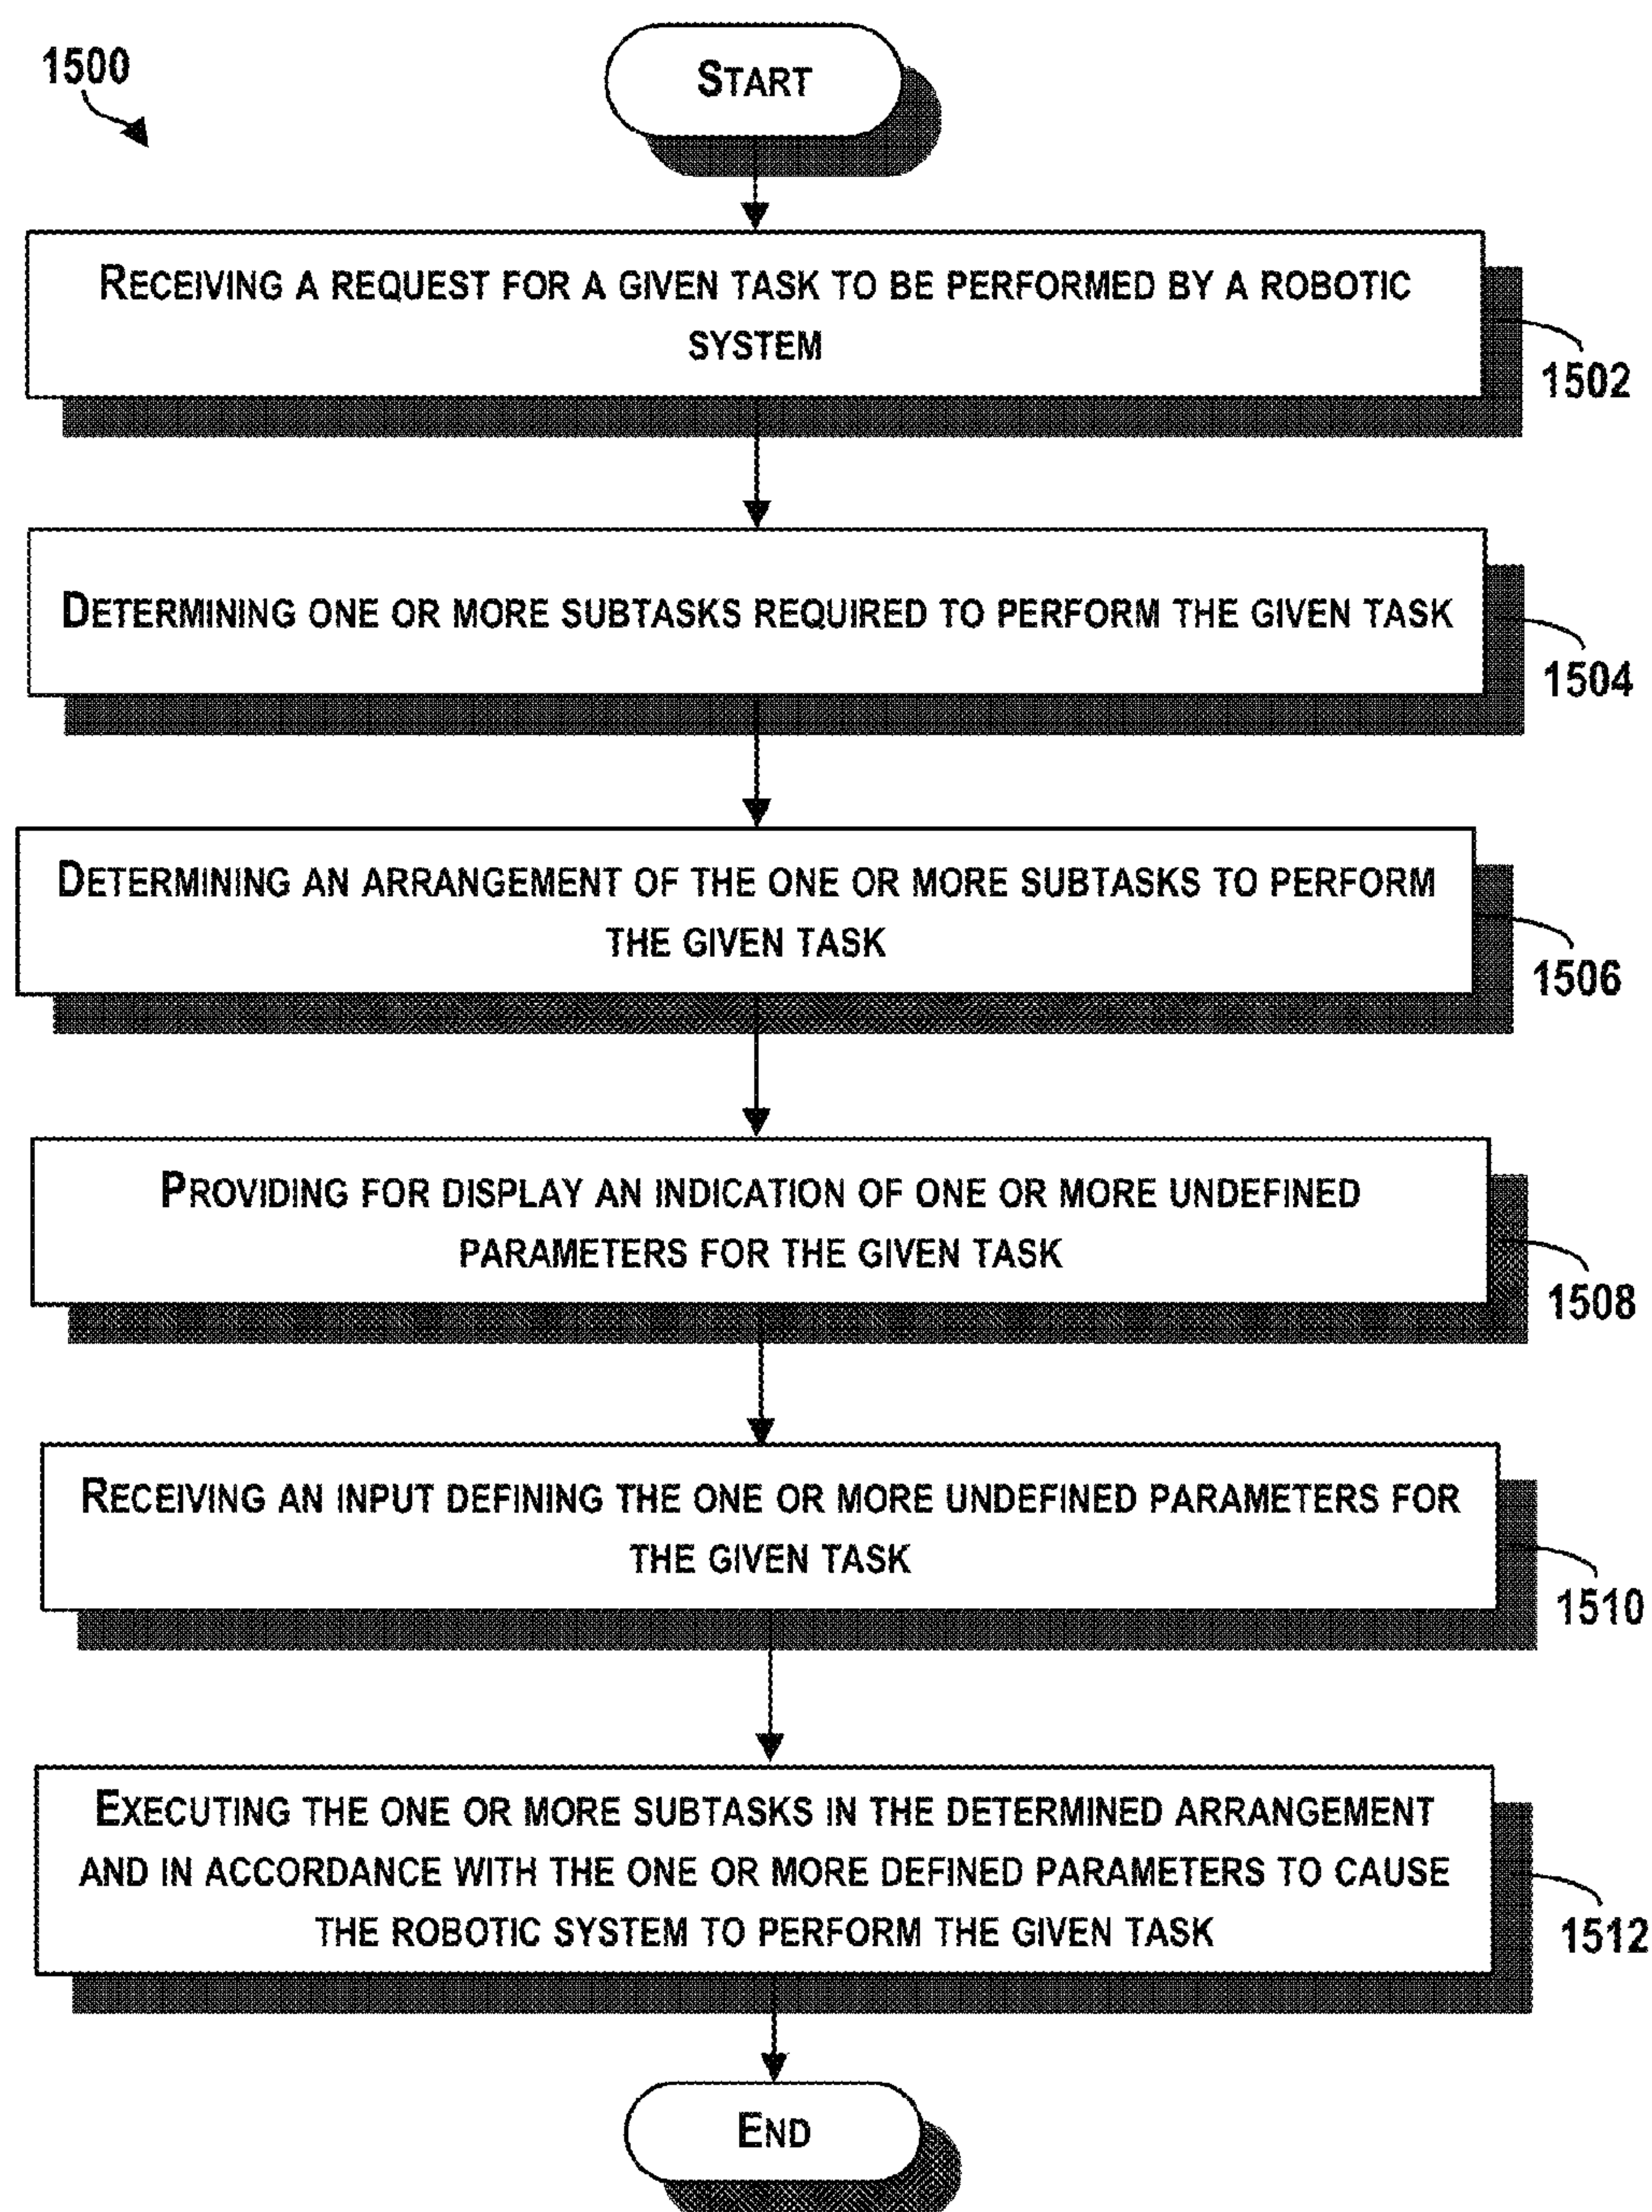 1500
START
RECEIVING A REQUEST FOR A GIVEN TASK TO BE PERFORMED BY A ROBOTIC
SYSTEM
1502
DETERMINING ONE OR MORE SUBTASKS REQUIRED TO PERFORM THE GIVEN TASK
1504
DETERMINING AN ARRANGEMENT OF THE ONE OR MORE SUBTASKS TO PERFORM
THE GIVEN TASK
1506
PROVIDING FOR DISPLAY AN INDICATION OF ONE OR MORE UNDEFINED
PARAMETERS FOR THE GIVEN TASK
1508
RECEIVING AN INPUT DEFINING THE ONE OR MORE UNDEFINED PARAMETERS FOR
THE GIVEN TASK
1510
EXECUTING THE ONE OR MORE SUBTASKS IN THE DETERMINED ARRANGEMENT
AND IN ACCORDANCE WITH THE ONE OR MORE DEFINED PARAMETERS TO CAUSE
THE ROBOTIC SYSTEM TO PERFORM THE GIVEN TASK
1512
END